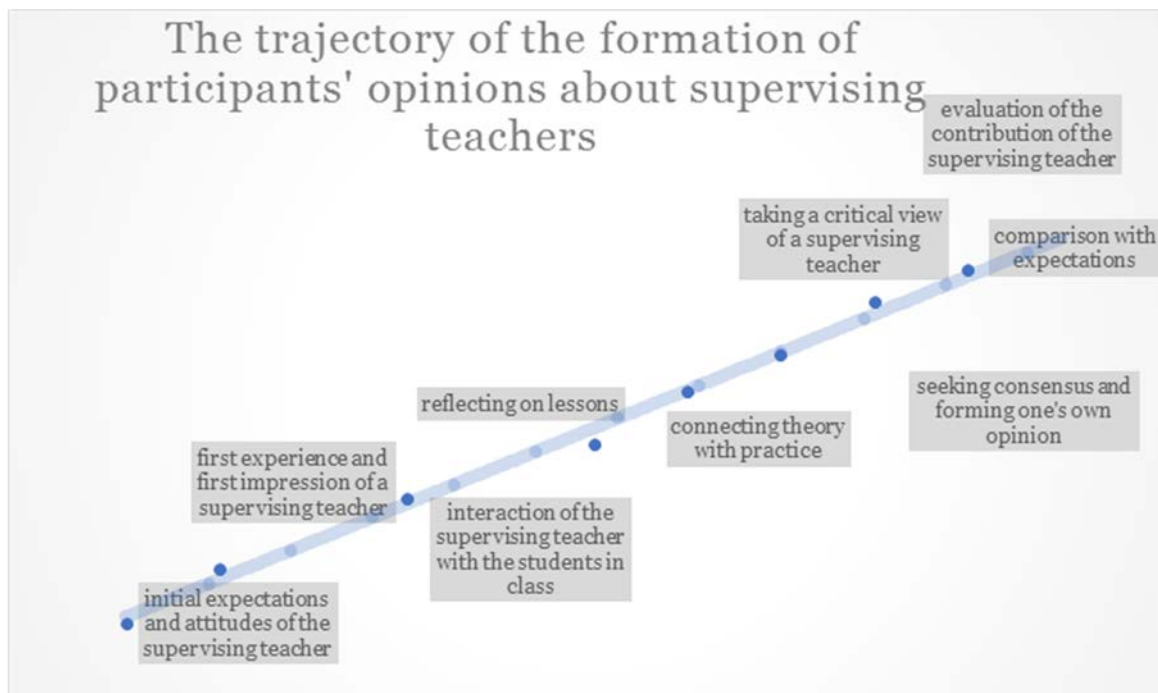 The trajectory of the formation of
participants' opinions about supervising
teachers
evaluation of the
contribution of the
supervising teacher
taking a critical view
of a supervising
teacher
comparison with
expectations
seeking consensus and
forming one's own
opinion
reflecting on lessons
connecting theory
with practice
first experience and
first impression of a
supervising teacher
interaction of the
supervising teacher
with the students in
class
initial expectations
and attitudes of the
supervising teacher